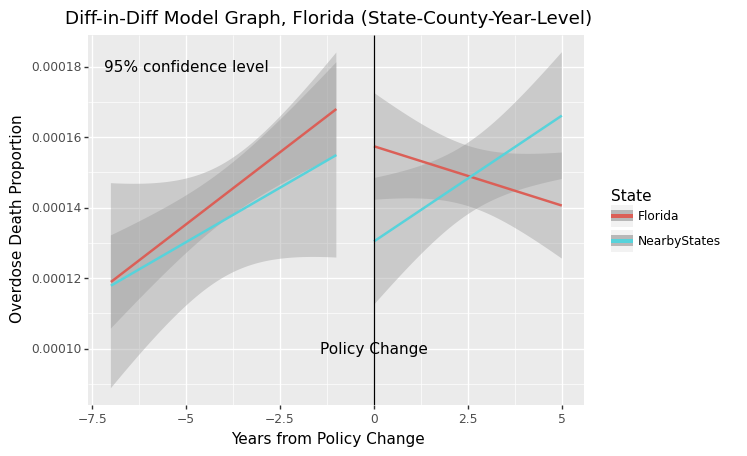 Diff-in-Diff Model Graph, Florida (State-County-Year-Level)
Overdose Death Proportion
0.00018
0.00016
0.00014
0.00012
0.00010
95% confidence level
Policy Change
−7.5
−5
−2.5
0
2.5
5
Years from Policy Change
State
Florida
NearbyStates